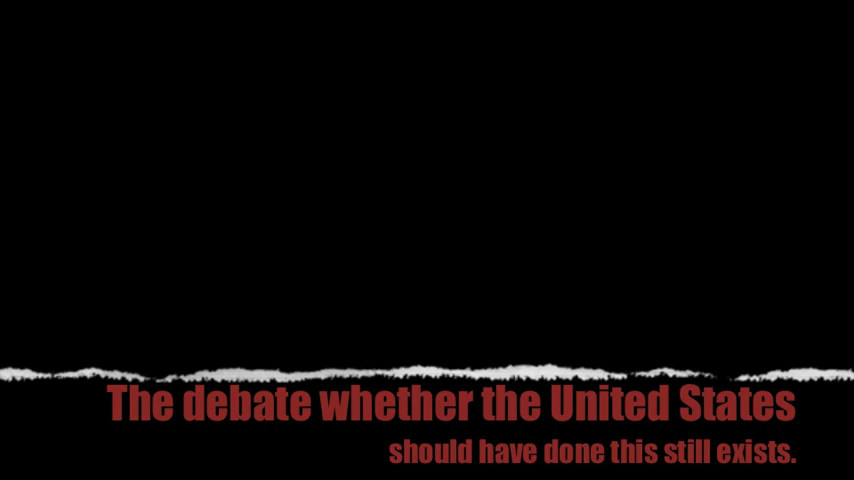 The debate whether the United States
should have done this still exists.